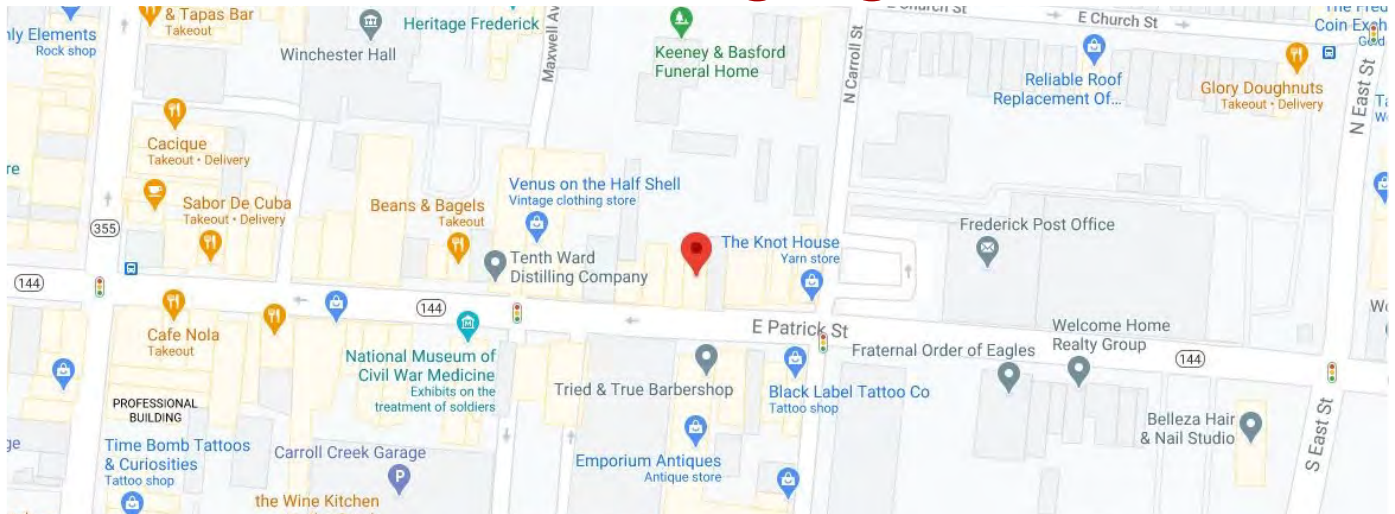 & Tapas Bar
Takeout
Heritage Frederick
Winchester Hall
Rock shop
Elements
Maxwell
Keeney & Basford
Funeral Home
N Carroll St
E Church St
E Church St
Coin
Reliable Roof
Replacement Of...
Glory Doughnuts
Takeout • Delivery
N East St
Cacique
Takeout • Delivery
Sabor De Cuba
Takeout • Delivery
355
Beans & Bagels
Takeout
Venus on the Half Shell
Vintage clothing store
Tenth Ward
Distilling Company
The Knot House
Yarn store
Frederick Post Office
144
144
E Patrick St
144
Cafe Nola
Takeout
National Museum of
Civil War Medicine
Exhibits on the
treatment of soldiers
Tried & True Barbershop
Black Label Tattoo Co
Tattoo shop
Fraternal Order of Eagles
Welcome Home
Realty Group
PROFESSIONAL
BUILDING
Time Bomb Tattoos
& Curiosities
Tattoo shop
Carroll Creek Garage
P
the Wine Kitchen
Emporium Antiques
Antique store
Belleza Hair
& Nail Studio
S East St